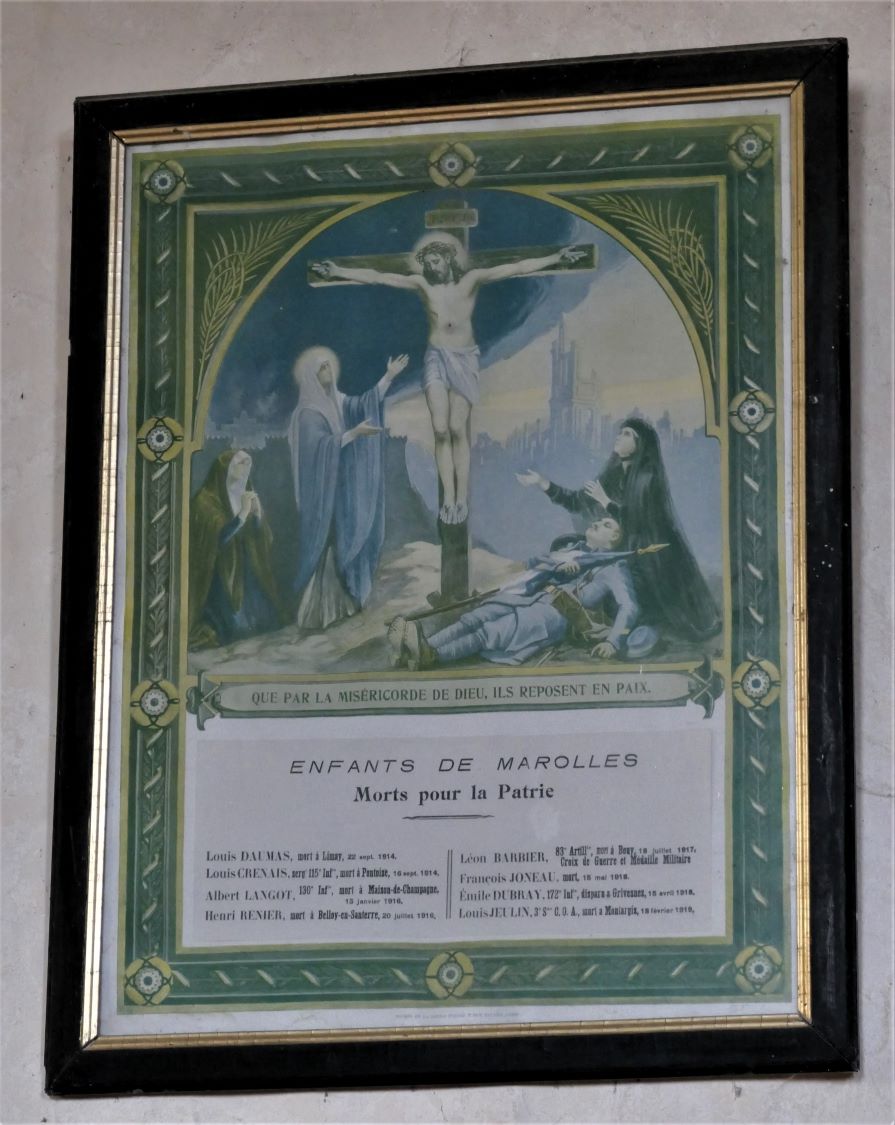 QUE PAR LA MISÉRICORDE DE DIEU, ILS REPOSENT EN PAIX.
ENFANTS DE MAROLLES
Morts pour la Patrie
Louis DAUMAS, mort à Limay, 22 sept. 1914.
Louis CRENAIS, serg 115e Infie, mort à Pontoise, 16 sept. 1914.
Albert LANGOT, 130e Infie, mort à Maison-de-Champagne,
13 janvier 1916.
Henri RENIER, mort à Belloy-en-Santerre, 20 juillet 1916.
Léon BARBIER, 83e Artillie, mort à Bouy, 18 juillet 1917.
Croix de Guerre et Médaille Militaire
François JONEAU, mort, 15 mai 1918.
Émile DUBRAY, 172e Infie, disparu à Grivesnes, 15 avril 1918.
Louis JEULIN, 3e Son C. O. A., mort à Montargis, 18 février 1919.